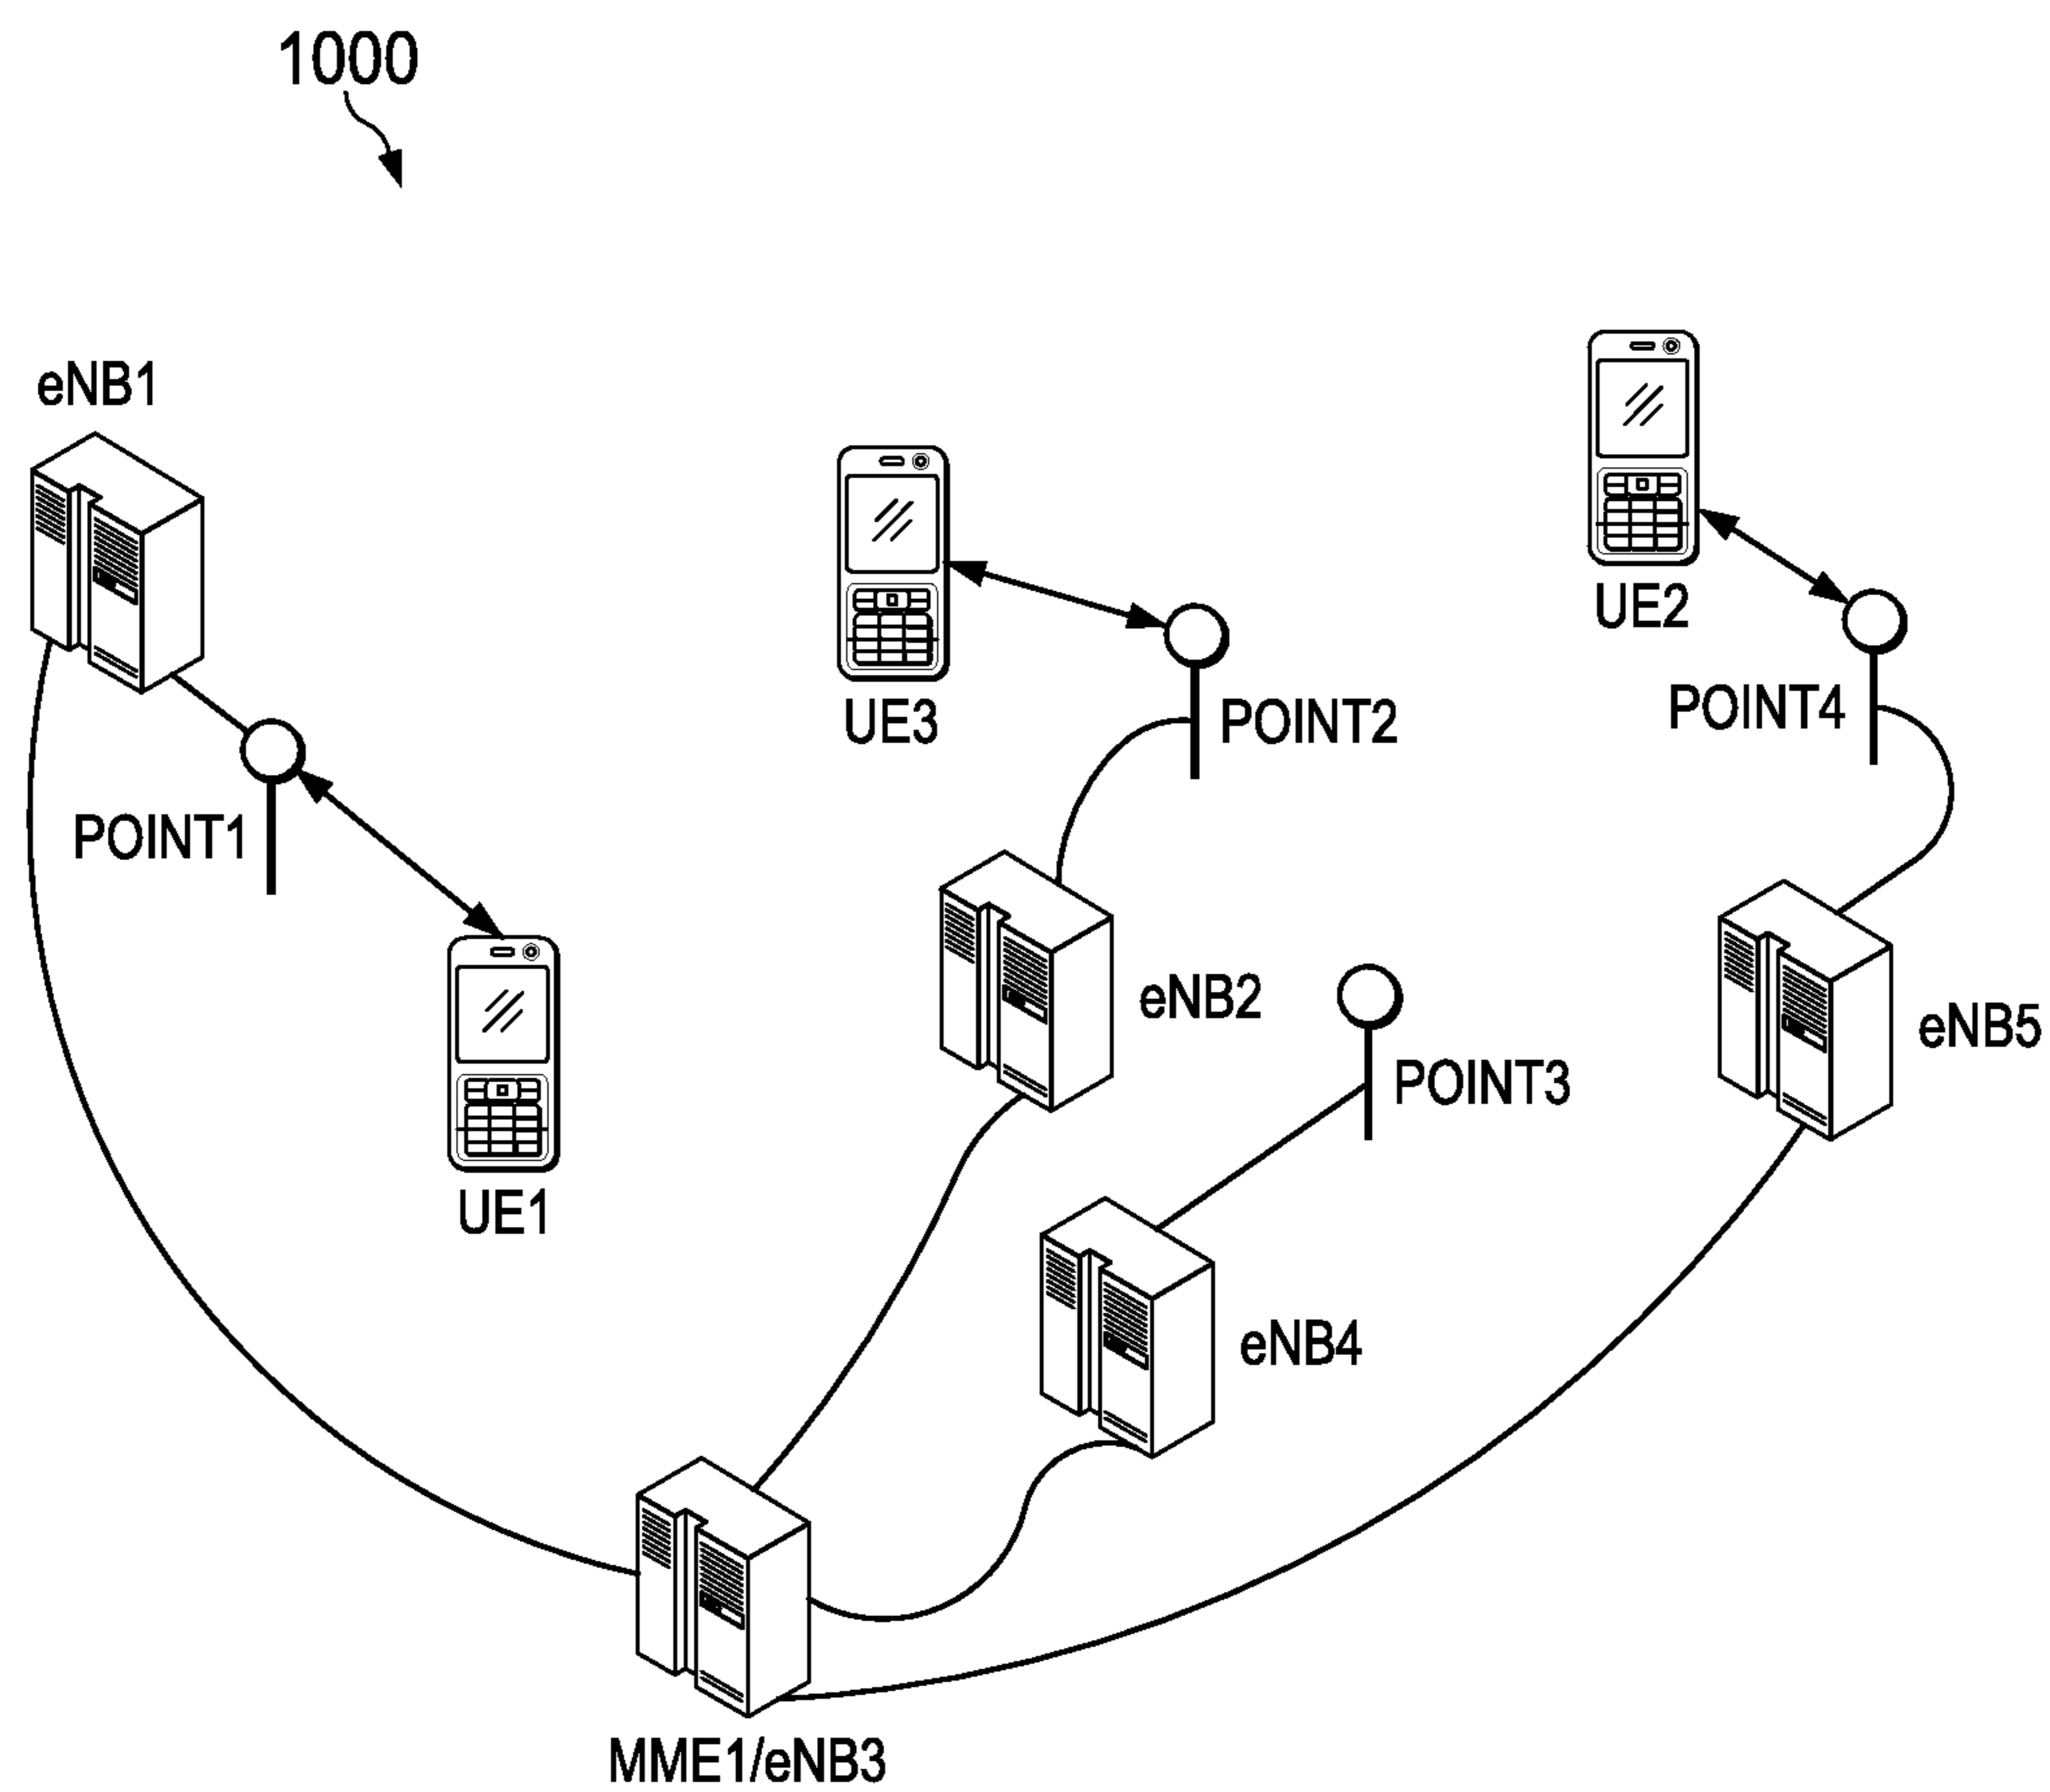 1000
eNB1
UE2
UE3
POINT2
POINT4
POINT1
eNB2
eNB5
POINT3
UE1
eNB4
MME1/eNB3